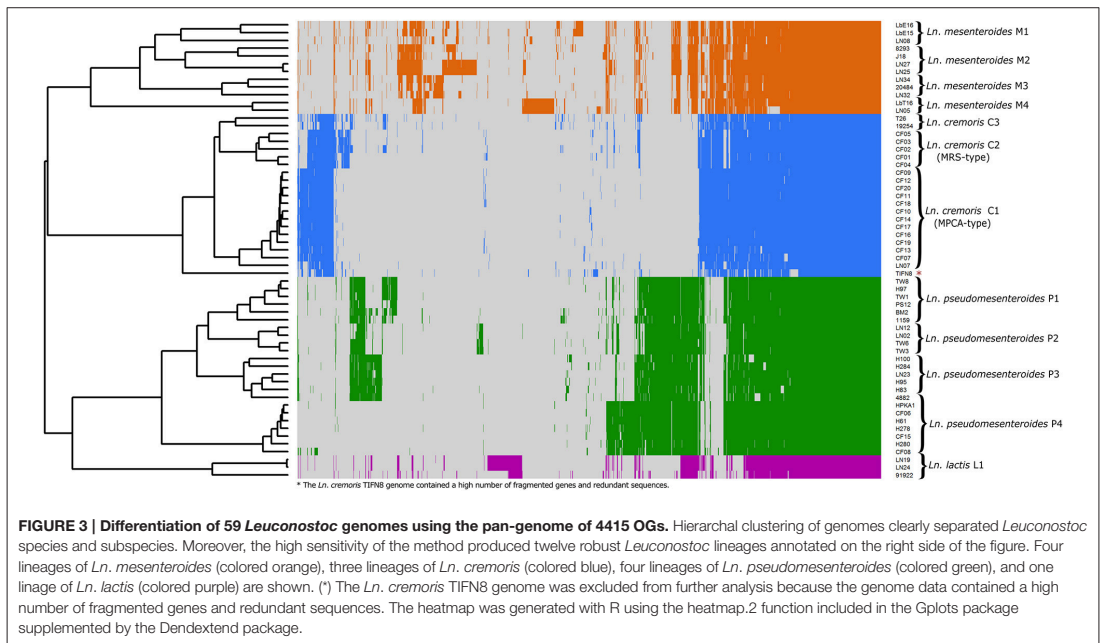 LbE16
LbE15
LN08
8293
J18
LN27
LN25
LN34
20484
LN32
LbT16
LN05
T26
19254
CF05
CF03
CF02
CF01
CF04
CF09
CF12
CF20
CF11
CF18
CF10
CF14
CF17
CF16
CF19
CF13
CF07
LN07
TIFN8 *
TW8
H97
TW1
PS12
BM2
1159
LN12
LN02
TW6
TW3
H100
H284
LN23
H95
H83
4882
HPKA1
CF06
H61
H278
CF15
H280
CF08
LN19
LN24
91922
Ln. mesenteroides M1
Ln. mesenteroides M2
Ln. mesenteroides M3
Ln. mesenteroides M4
Ln. cremoris C3
Ln. cremoris C2
(MRS-type)
Ln. cremoris C1
(MPCA-type)
Ln. pseudomesenteroides P1
Ln. pseudomesenteroides P2
Ln. pseudomesenteroides P3
Ln. pseudomesenteroides P4
Ln. lactis L1
* The Ln. cremoris TIFN8 genome contained a high number of fragmented genes and redundant sequences.
FIGURE 3 | Differentiation of 59 Leuconostoc genomes using the pan-genome of 4415 OGs. Hierarchal clustering of genomes clearly separated Leuconostoc
species and subspecies. Moreover, the high sensitivity of the method produced twelve robust Leuconostoc lineages annotated on the right side of the figure. Four
lineages of Ln. mesenteroides (colored orange), three lineages of Ln. cremoris (colored blue), four lineages of Ln. pseudomesenteroides (colored green), and one
linage of Ln. lactis (colored purple) are shown. (*) The Ln. cremoris TIFN8 genome was excluded from further analysis because the genome data contained a high
number of fragmented genes and redundant sequences. The heatmap was generated with R using the heatmap.2 function included in the Gplots package
supplemented by the Dendextend package.